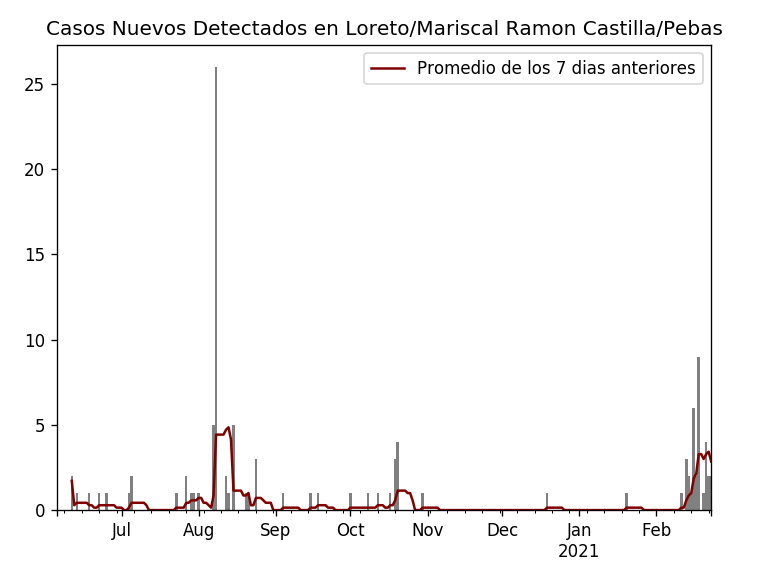 Casos Nuevos Detectados en Loreto/Mariscal Ramon Castilla/Pebas
Promedio de los 7 dias anteriores
25
20
15
10
5
0
Jul Aug Sep Oct Nov Dec Jan Feb
2021